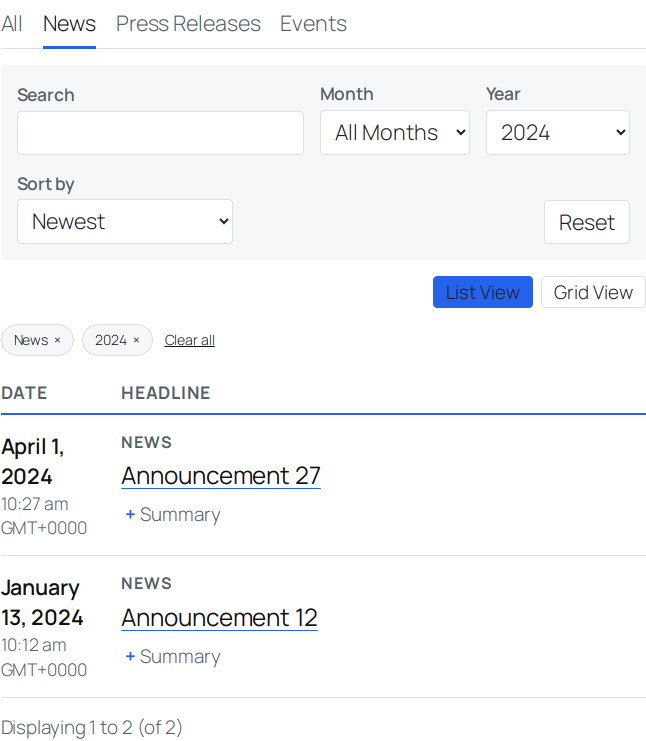 All News Press Releases Events
Search Month Year
All Months 2024
Sort by
Newest Reset
List View Grid View
News × 2024 × Clear all
DATE HEADLINE
April 1,
2024
10:27 am
GMT+0000
NEWS
Announcement 27
+ Summary
January
13, 2024
10:12 am
GMT+0000
NEWS
Announcement 12
+ Summary
Displaying 1 to 2 (of 2)